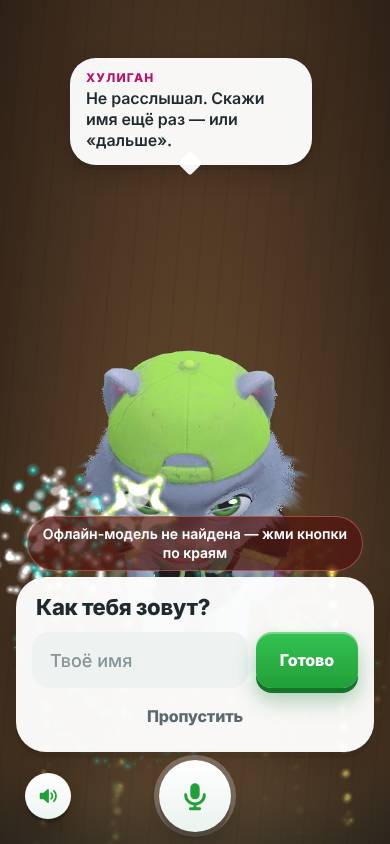 ХУЛИГАН
Не расслышал. Скажи
имя ещё раз — или
«дальше».
Офлайн-модель не найдена — жми кнопки
по краям
Как тебя зовут?
Твоё имя
Готово
Пропустить